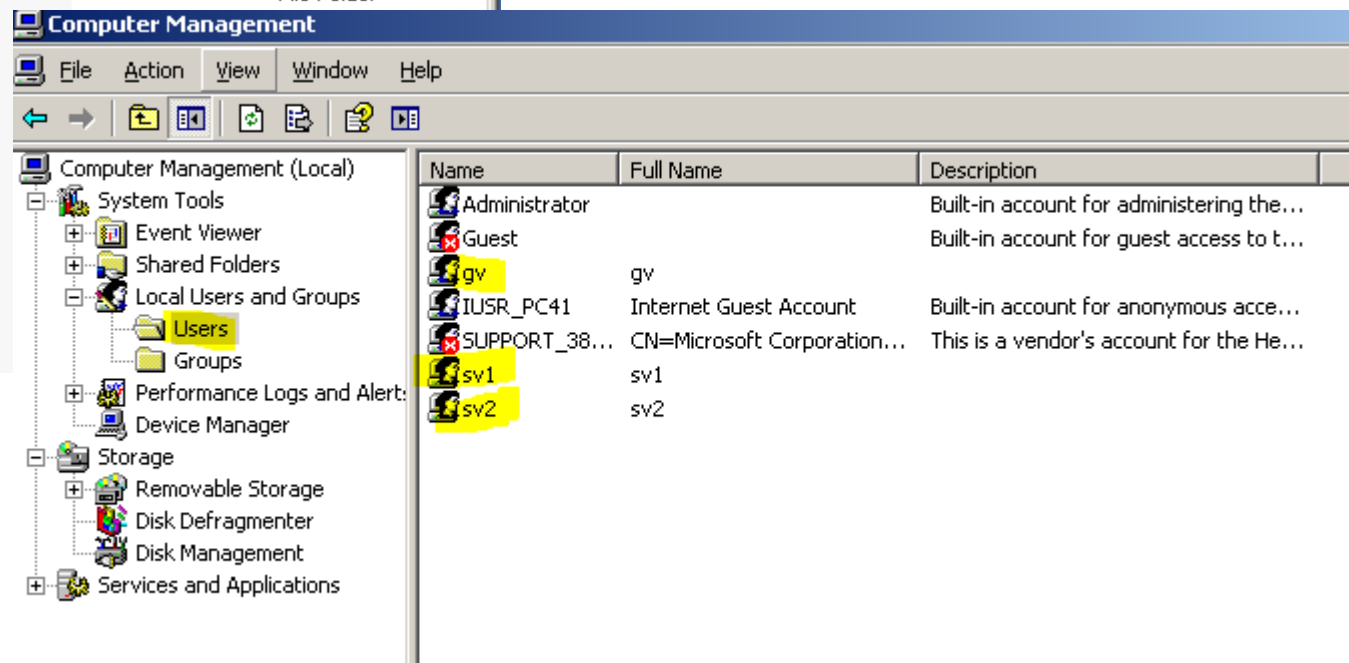 Computer Management
File Action View Window Help
Computer Management (Local)
System Tools
Event Viewer
Shared Folders
Local Users and Groups
Users
Groups
Performance Logs and Alert
Device Manager
Storage
Removable Storage
Disk Defragmenter
Disk Management
Services and Applications
Name Full Name Description
Administrator Built-in account for administering the...
Guest Built-in account for guest access to t...
gv gv
IUSR_PC41 Internet Guest Account Built-in account for anonymous acce...
SUPPORT_38... CN=Microsoft Corporation... This is a vendor's account for the He...
sv1 sv1
sv2 sv2